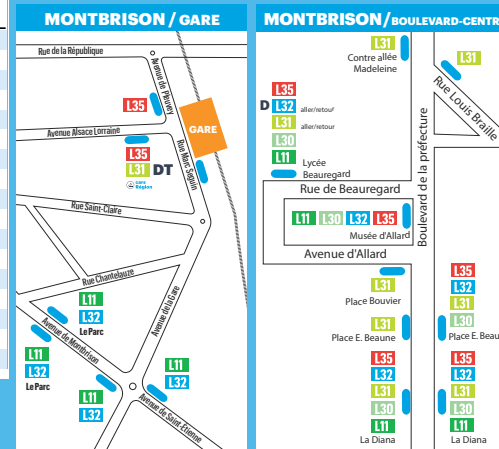 MONTBRISON / GARE
Rue de la République
Avenue de Pleuvey
L35
GARE
Avenue Alsace Lorraine
L35
L31 DT
cars
Région
Rue Marc Seguin
Rue Saint-Claire
Rue Chantelauze
L11
L32
Le Parc
Avenue de la Gare
Avenue de Montbrison
L11
L32
Le Parc
L11
L32
L11
L32
Avenue de Saint-Etienne
MONTBRISON/BOULEVARD-CENTR
L31
Contre allée
Madeleine
L31
Rue Louis Braille
L35
D L32 aller/retour
L31 aller/retour
L30
L11 Lycée
Beauregard
Boulevard de la préfecture
Rue de Beauregard
L11 L30 L32 L35
Musée d'Allard
Avenue d'Allard
L31
Place Bouvier
L31
Place E. Beaune
L35
L32
L31
L30
Place E. Beau
L35
L32
L31
L30
L11
La Diana
L35
L32
L31
L30
L11
La Diana